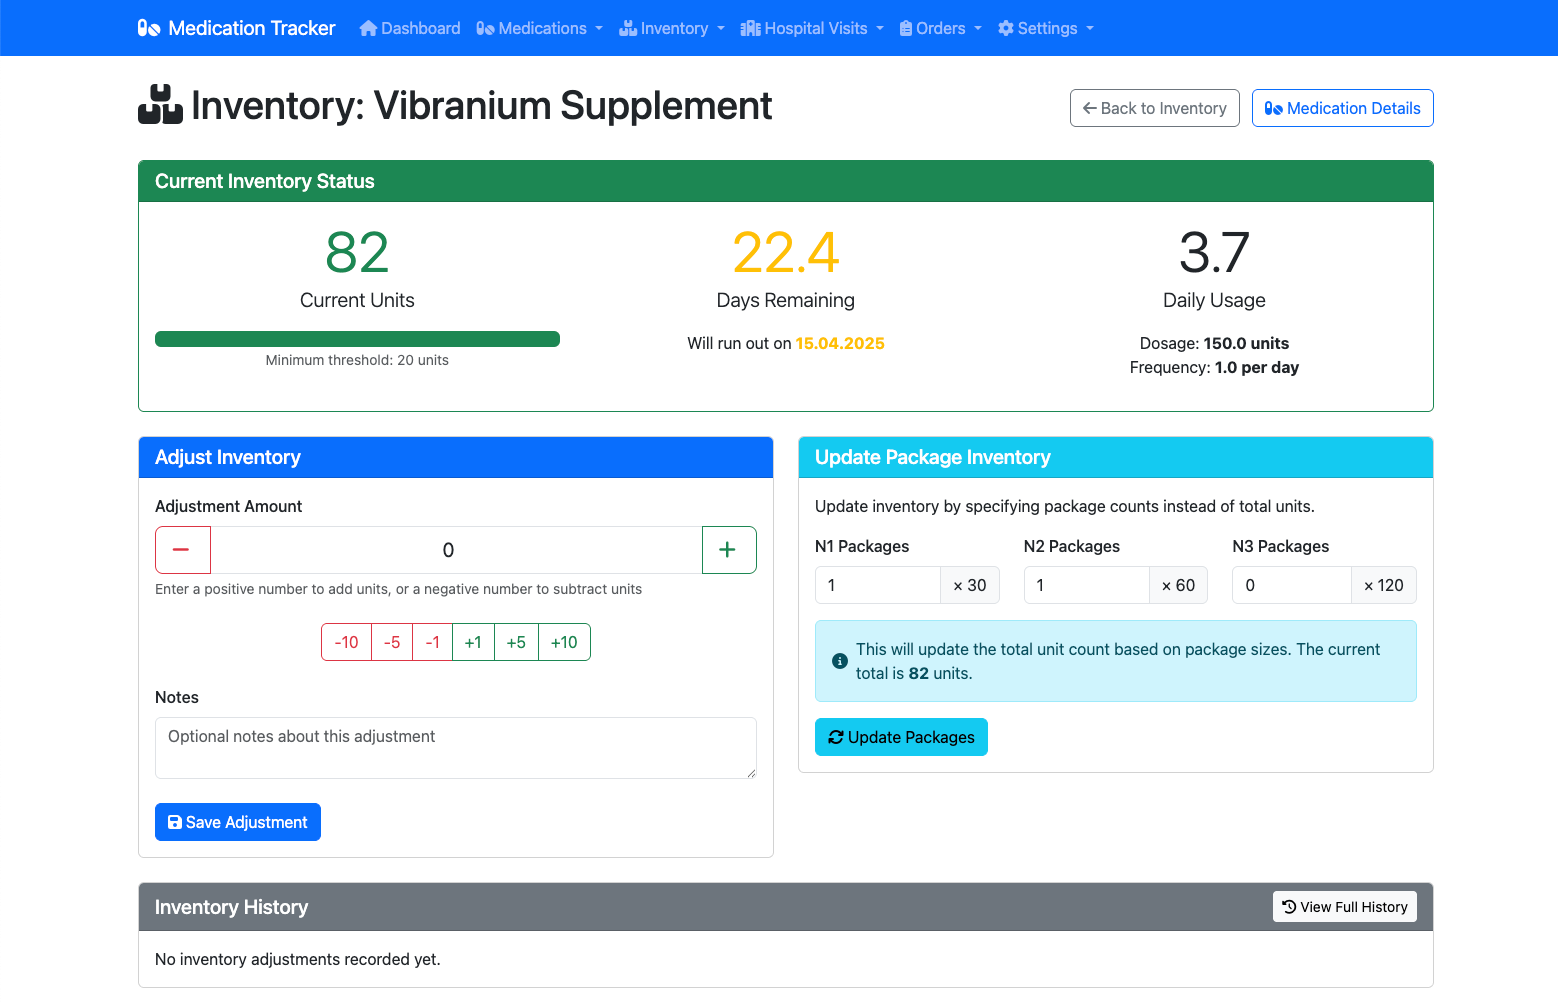 Medication Tracker Dashboard Medications Inventory Hospital Visits Orders Settings
Inventory: Vibranium Supplement
Back to Inventory Medication Details
Current Inventory Status
82 22.4 3.7
Current Units Days Remaining Daily Usage
Will run out on 15.04.2025 Dosage: 150.0 units
Minimum threshold: 20 units Frequency: 1.0 per day
Adjust Inventory
Adjustment Amount
− 0 +
Enter a positive number to add units, or a negative number to subtract units
-10 -5 -1 +1 +5 +10
Notes
Optional notes about this adjustment
Save Adjustment
Update Package Inventory
Update inventory by specifying package counts instead of total units.
N1 Packages N2 Packages N3 Packages
1 × 30 1 × 60 0 × 120
This will update the total unit count based on package sizes. The current
total is 82 units.
Update Packages
Inventory History View Full History
No inventory adjustments recorded yet.